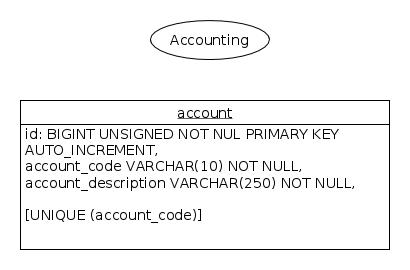 Accounting
account
id: BIGINT UNSIGNED NOT NUL PRIMARY KEY
AUTO_INCREMENT,
account_code VARCHAR(10) NOT NULL,
account_description VARCHAR(250) NOT NULL,
[UNIQUE (account_code)]